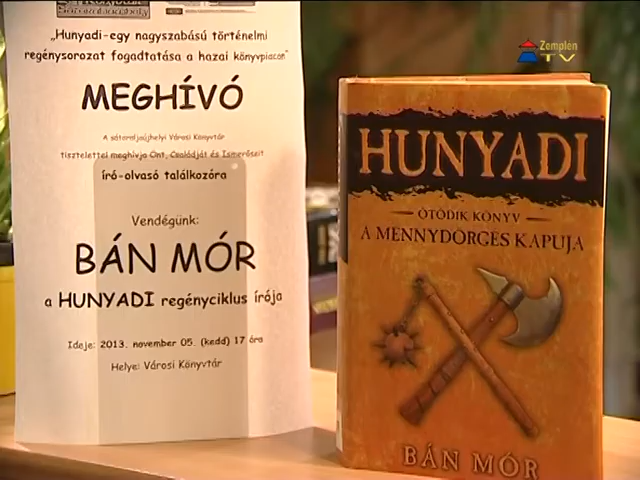 „Hunyadi-egy nagyszabású történelmi
regénysorozat fogadtatása a hazai könyvpiacon"
MEGHÍVÓ
A sátoraljaújhelyi Városi Könyvtár
tisztelettel meghívja Önt, Családját és Ismerőseit
író-olvasó találkozóra
Vendégünk:
BÁN MÓR
a HUNYADI regényciklus írója
Ideje: 2013. november 05. (kedd) 17 óra
Helye: Városi Könyvtár
Zemplén
TV
HUNYADI
ÖTÖDIK KÖNYV
A MENNYDÖRGÉS KAPUJA
BÁN MÓR